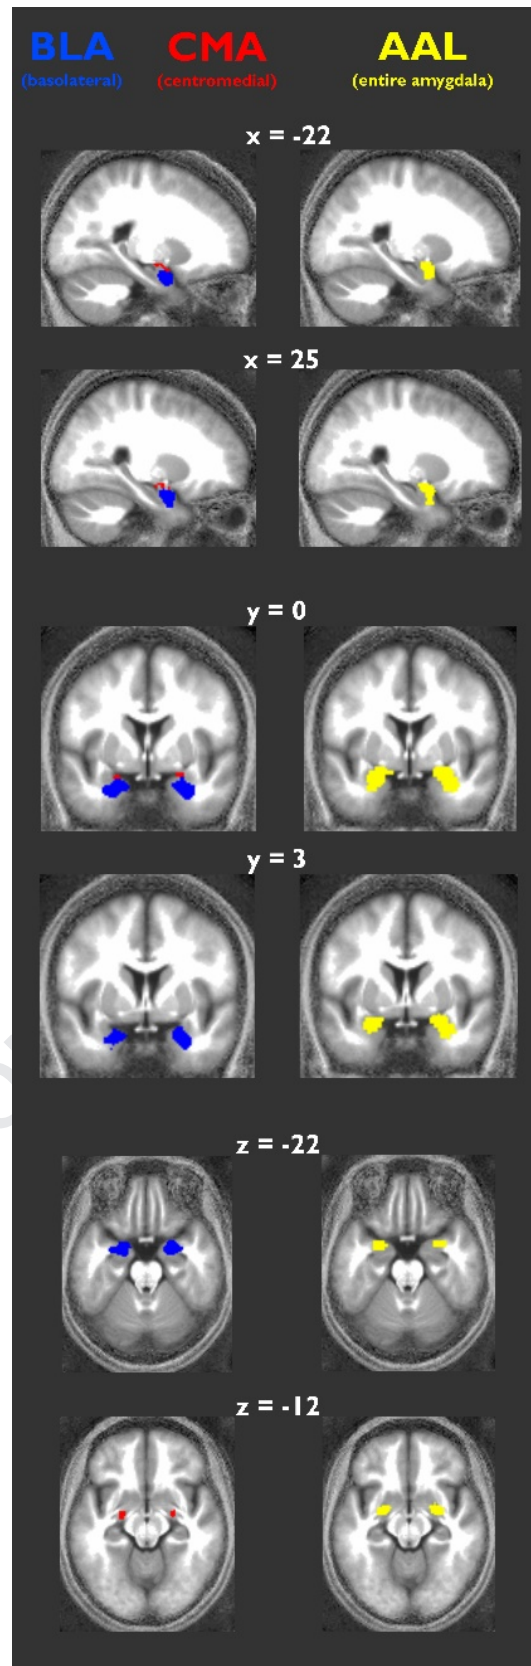 BLA CMA AAL
(basolateral) (centromedial) (entire amygdala)
x = -22
x = 25
y = 0
y = 3
z = -22
z = -12